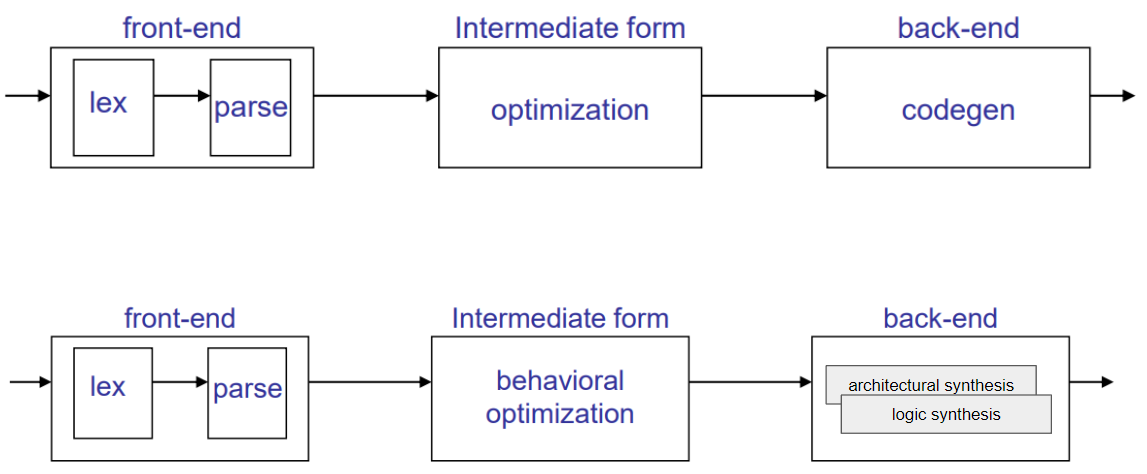 front-end
Intermediate form
back-end
lex
parse
optimization
codegen
front-end
Intermediate form
back-end
lex
parse
behavioral
optimization
architectural synthesis
logic synthesis